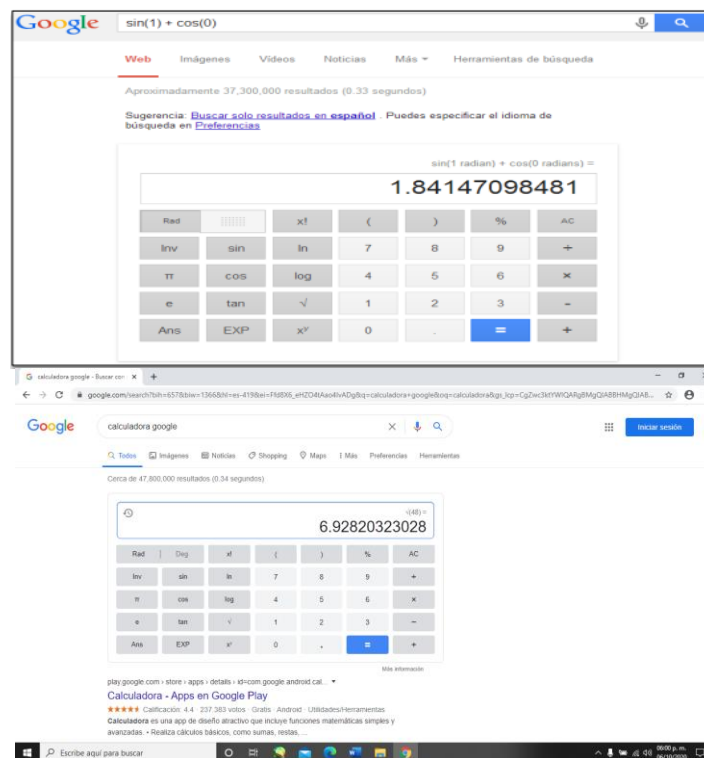 Google sin(1) + cos(0)
Web Imágenes Vídeos Noticias Más Herramientas de búsqueda
Aproximadamente 37,300,000 resultados (0.33 segundos)
Sugerencia: Buscar solo resultados en español . Puedes especificar el idioma de
búsqueda en Preferencias
sin(1 radian) + cos(0 radians) =
1.84147098481
Rad x! ( ) % AC
Inv sin ln 7 8 9 ÷
π cos log 4 5 6 ×
e tan √ 1 2 3 -
Ans EXP xʸ 0 . = +
calculadora google - Buscar con
Google calculadora google
Iniciar sesión
Todos Imágenes Noticias Shopping Maps Más Preferencias Herramientas
Cerca de 47,800,000 resultados (0.34 segundos)
√(48) =
6.92820323028
Rad | Deg x! ( ) % AC
Inv sin ln 7 8 9 ÷
π cos log 4 5 6 ×
e tan √ 1 2 3 −
Ans EXP xʸ 0 . = +
Más información
play.google.com › store › apps › details › id=com.google.android.cal...
Calculadora - Apps en Google Play
★★★★★ Calificación: 4.4 · 237.383 votos · Gratis · Android · Utilidades/Herramientas
Calculadora es una app de diseño atractivo que incluye funciones matemáticas simples y
avanzadas. • Realiza cálculos básicos, como sumas, restas, ...
Escribe aquí para buscar
06:00 p. m.
06/10/2020